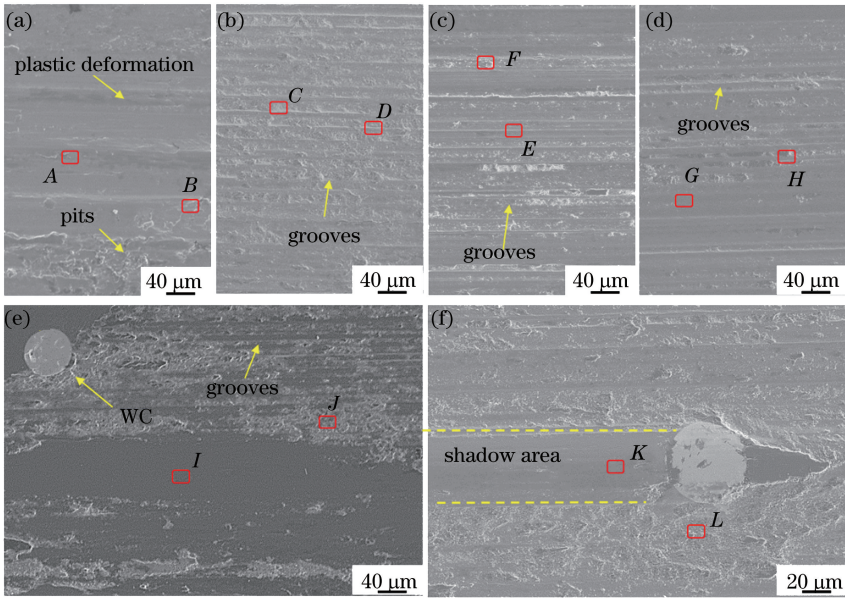 (a)
plastic deformation
A
B
pits
40 μm
(b)
C
D
grooves
40 μm
(c)
F
E
grooves
40 μm
(d)
grooves
G
H
40 μm
(e)
WC
grooves
J
I
40 μm
(f)
shadow area
K
L
20 μm